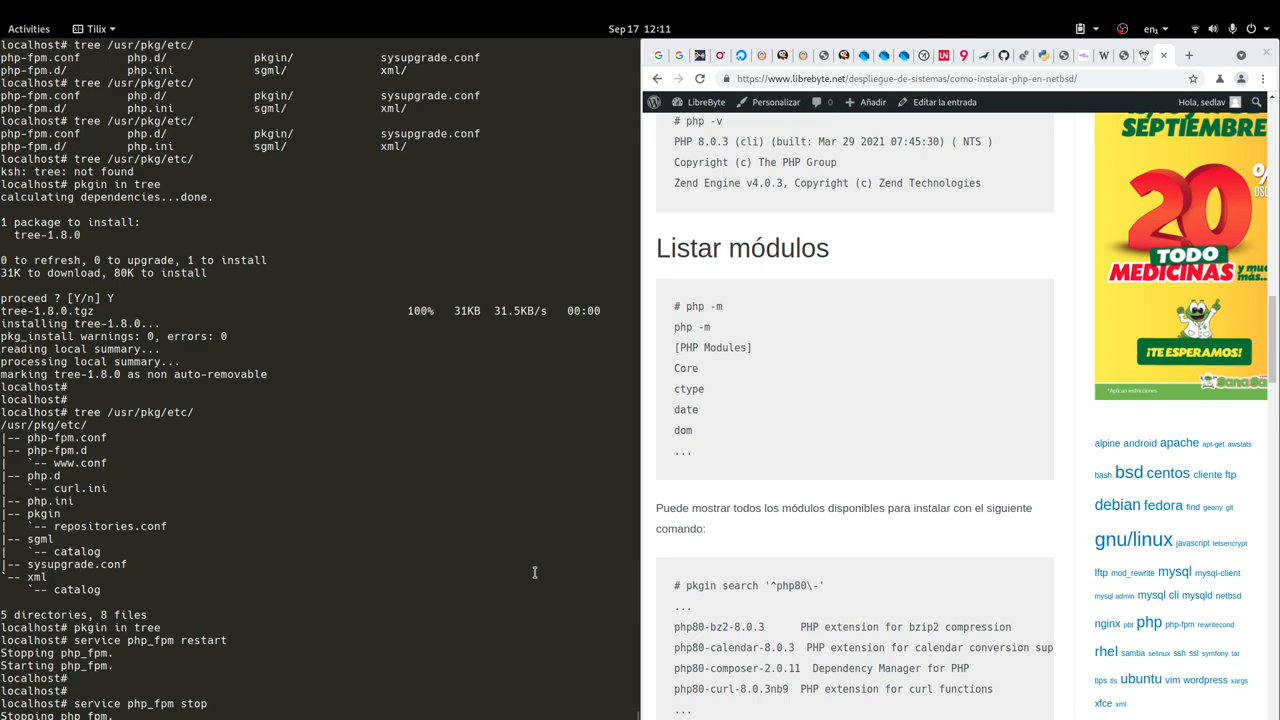 Activities
Tilix
Sep 17 12:11
en₁
localhost# tree /usr/pkg/etc/
php-fpm.conf php.d/ pkgin/ sysupgrade.conf
php-fpm.d/ php.ini sgml/ xml/
localhost# tree /usr/pkg/etc/
php-fpm.conf php.d/ pkgin/ sysupgrade.conf
php-fpm.d/ php.ini sgml/ xml/
localhost# tree /usr/pkg/etc/
php-fpm.conf php.d/ pkgin/ sysupgrade.conf
php-fpm.d/ php.ini sgml/ xml/
localhost# tree /usr/pkg/etc/
ksh: tree: not found
localhost# pkgin in tree
calculating dependencies...done.
1 package to install:
tree-1.8.0
0 to refresh, 0 to upgrade, 1 to install
31K to download, 80K to install
proceed ? [Y/n] Y
tree-1.8.0.tgz 100% 31KB 31.5KB/s 00:00
installing tree-1.8.0...
pkg_install warnings: 0, errors: 0
reading local summary...
processing local summary...
marking tree-1.8.0 as non auto-removable
localhost#
localhost#
localhost# tree /usr/pkg/etc/
/usr/pkg/etc/
|-- php-fpm.conf
|-- php-fpm.d
|   `-- www.conf
|-- php.d
|   `-- curl.ini
|-- php.ini
|-- pkgin
|   `-- repositories.conf
|-- sgml
|   `-- catalog
|-- sysupgrade.conf
`-- xml
    `-- catalog
5 directories, 8 files
localhost# pkgin in tree
localhost# service php_fpm restart
Stopping php_fpm.
Starting php_fpm.
localhost#
localhost#
localhost# service php_fpm stop
Stopping php_fpm.
https://www.librebyte.net/despliegue-de-sistemas/como-instalar-php-en-netbsd/
LibreByte Personalizar 0 Añadir Editar la entrada Hola, sedlav
# php -v
PHP 8.0.3 (cli) (built: Mar 29 2021 07:45:30) ( NTS )
Copyright (c) The PHP Group
Zend Engine v4.0.3, Copyright (c) Zend Technologies
Listar módulos
# php -m
php -m
[PHP Modules]
Core
ctype
date
dom
...
Puede mostrar todos los módulos disponibles para instalar con el siguiente
comando:
# pkgin search '^php80\-'
...
php80-bz2-8.0.3 PHP extension for bzip2 compression
php80-calendar-8.0.3 PHP extension for calendar conversion sup
php80-composer-2.0.11 Dependency Manager for PHP
php80-curl-8.0.3nb9 PHP extension for curl functions
...
SEPTIEMBRE
20%
TODO
MEDICINAS y mu
más...
¡TE ESPERAMOS!
*Aplican restricciones
SanaSa
alpine android apache apt-get awstats
bash bsd centos cliente ftp
debian fedora find geany git
gnu/linux javascript letsencrypt
lftp mod_rewrite mysql mysql-client
mysql admin mysql cli mysqld netbsd
nginx pbt php php-fpm rewritecond
rhel samba selinux ssh ssl symfony tar
tips tls ubuntu vim wordpress xargs
xfce xml